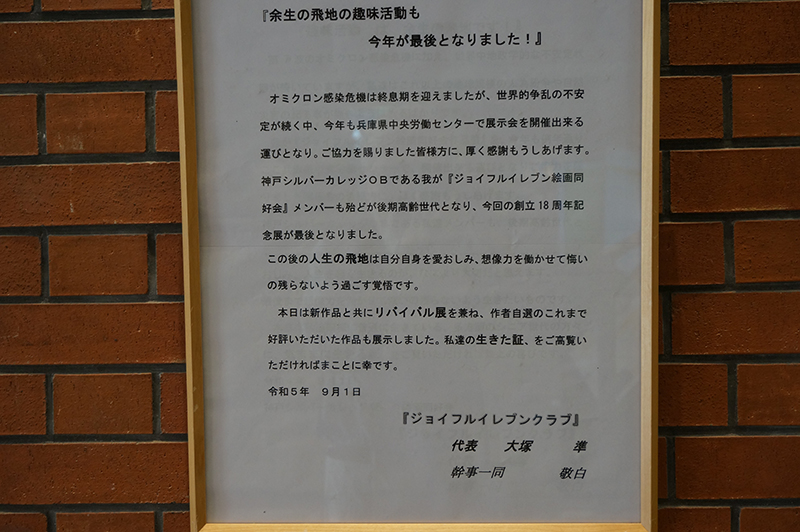 『余生の飛地の趣味活動も
今年が最後となりました！』
オミクロン感染危機は終息期を迎えましたが、世界的争乱の不安
定が続く中、今年も兵庫県中央労働センターで展示会を開催出来る
運びとなり。ご協力を賜りました皆様方に、厚く感謝もうしあげます。
神戸シルバーカレッジＯＢである我が『ジョイフルイレブン絵画同
好会』メンバーも殆どが後期高齢世代となり、今回の創立18周年記
念展が最後となりました。
この後の人生の飛地は自分自身を愛おしみ、想像力を働かせて悔い
の残らないよう過ごす覚悟です。
本日は新作品と共にリバイバル展を兼ね、作者自選のこれまで
好評いただいた作品も展示しました。私達の生きた証、をご高覧い
ただければまことに幸です。
令和５年　９月１日
『ジョイフルイレブンクラブ』
代表　大塚　準
幹事一同　敬白